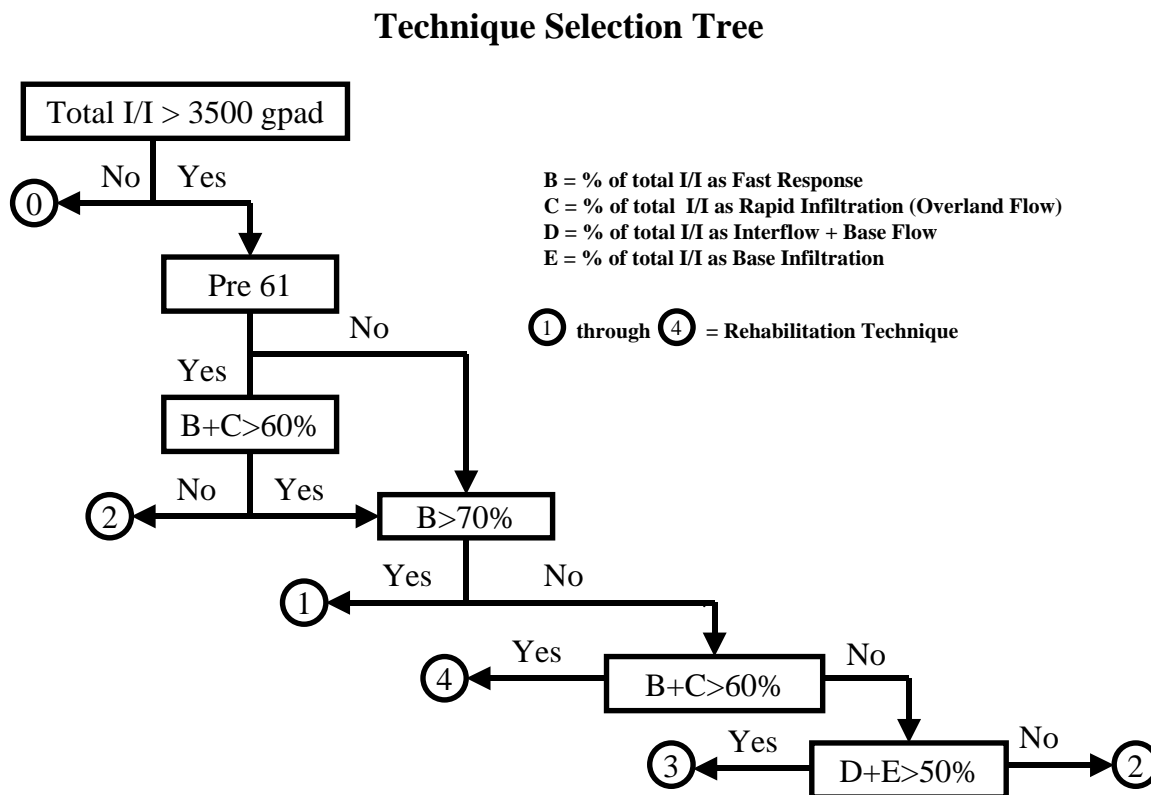 Technique Selection Tree
Total I/I > 3500 gpad
No Yes
0
B = % of total I/I as Fast Response
C = % of total I/I as Rapid Infiltration (Overland Flow)
D = % of total I/I as Interflow + Base Flow
E = % of total I/I as Base Infiltration
Pre 61
1 through 4 = Rehabilitation Technique
No
Yes
B+C>60%
No Yes
2
B>70%
Yes No
1
Yes No
4
B+C>60%
Yes No
3
D+E>50%
2